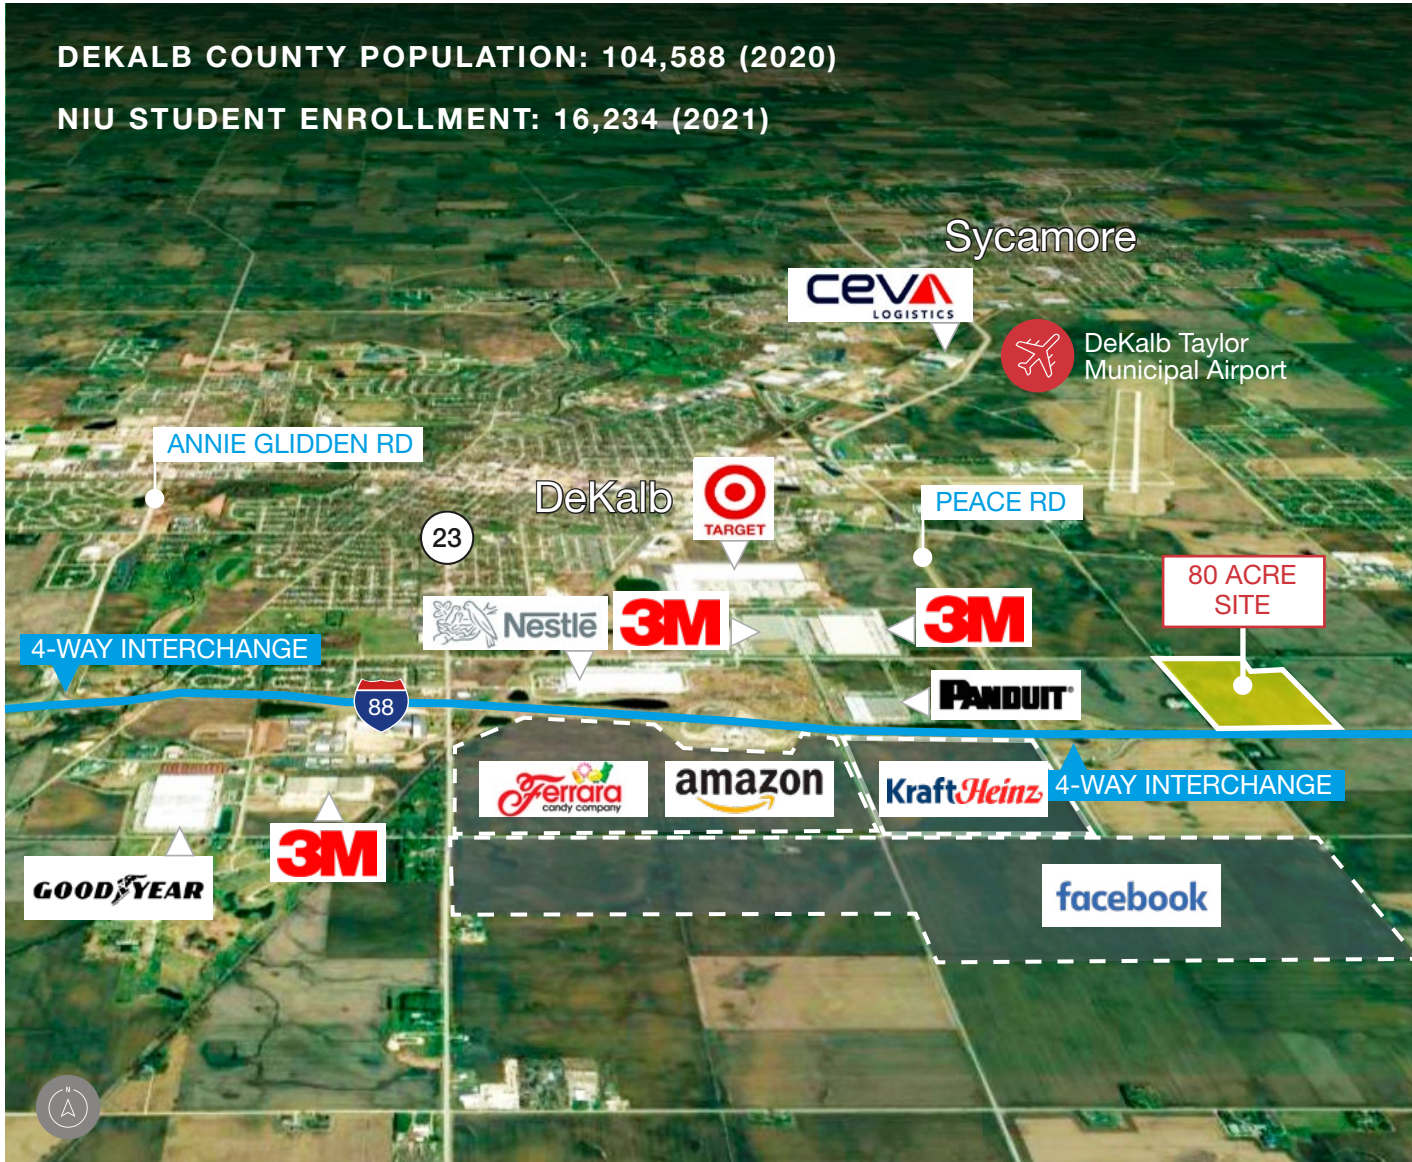 DEKALB COUNTY POPULATION: 104,588 (2020)
NIU STUDENT ENROLLMENT: 16,234 (2021)
Sycamore
CEVA
LOGISTICS
DeKalb Taylor
Municipal Airport
ANNIE GLIDDEN RD
DeKalb
TARGET
PEACE RD
23
80 ACRE
SITE
Nestlé
3M
3M
4-WAY INTERCHANGE
88
PANDUIT
Ferrara
candy company
amazon
KraftHeinz
4-WAY INTERCHANGE
3M
GOODYEAR
facebook
N